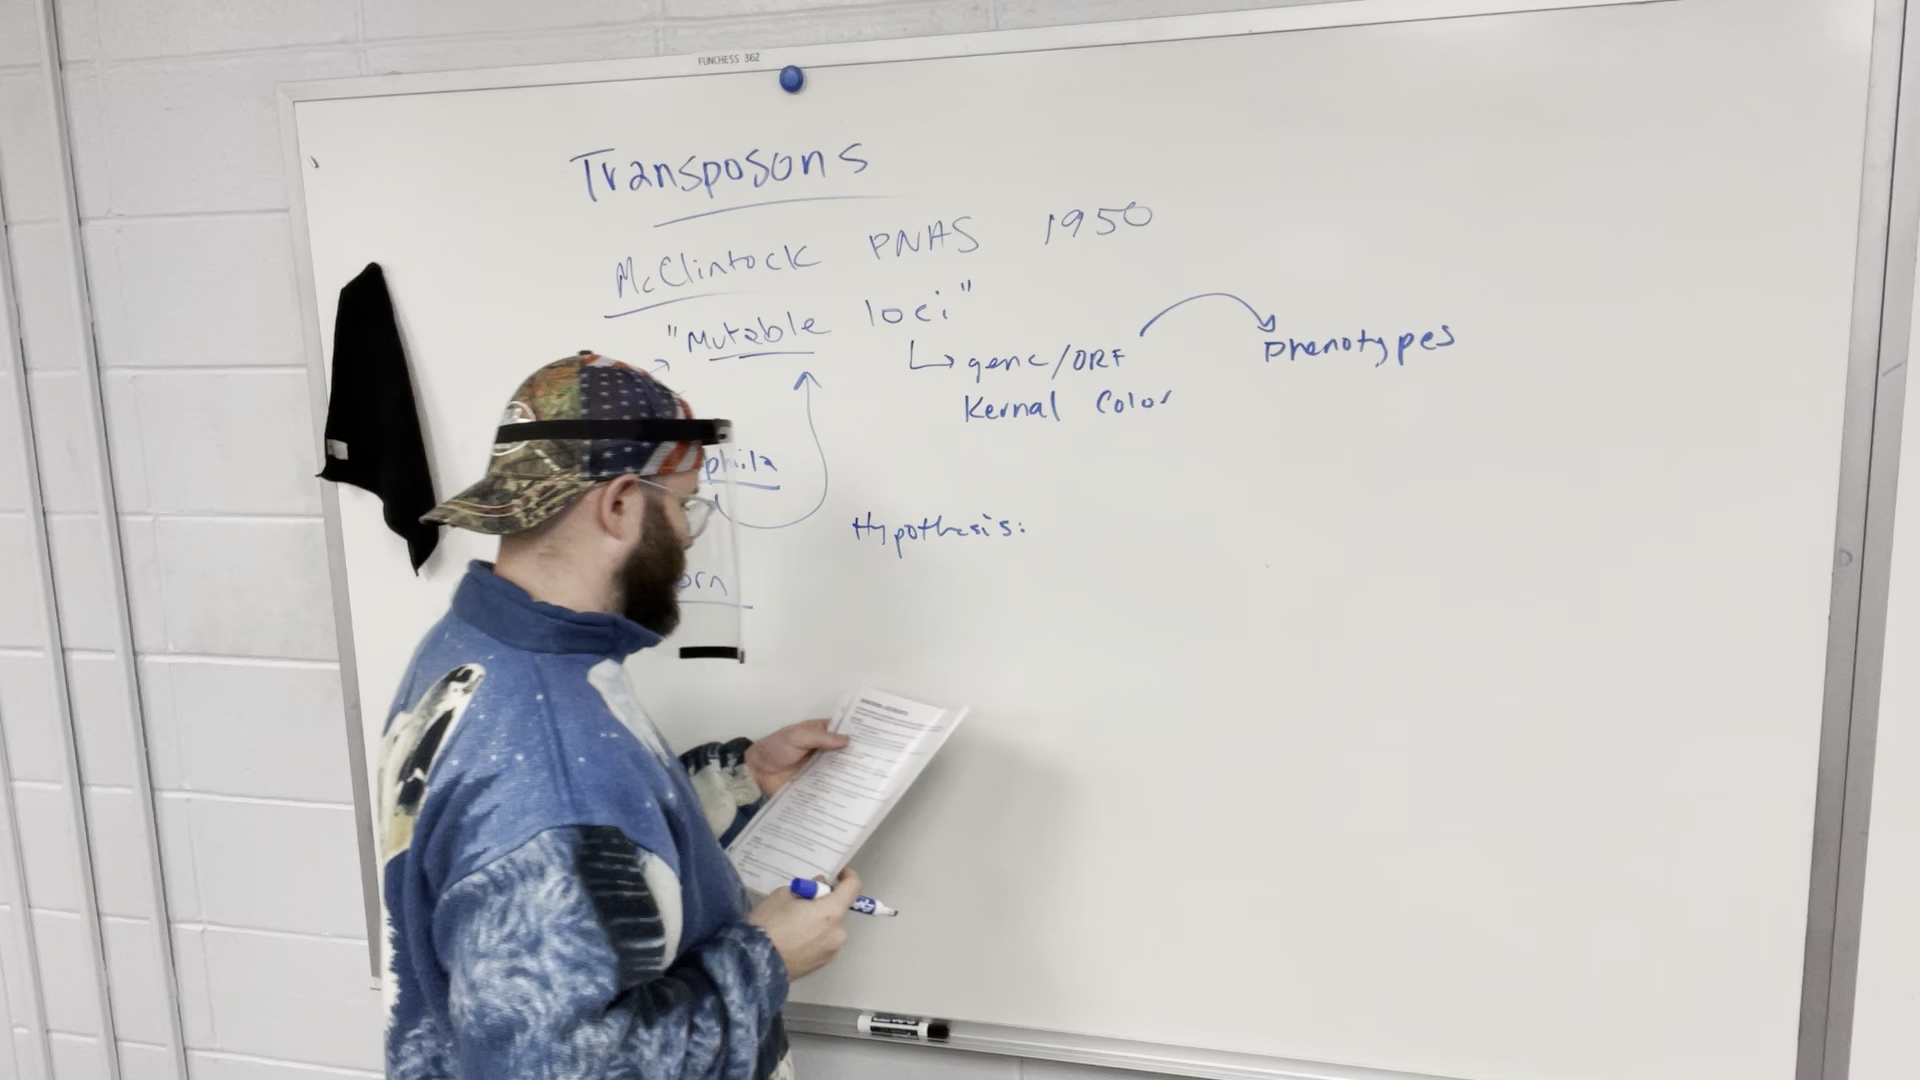 FUNCHESS 362
Transposons
McClintock PNAS 1950
"Mutable loci"
gene/ORF
Phenotypes
Kernal Color
phila
Hypothesis:
orn